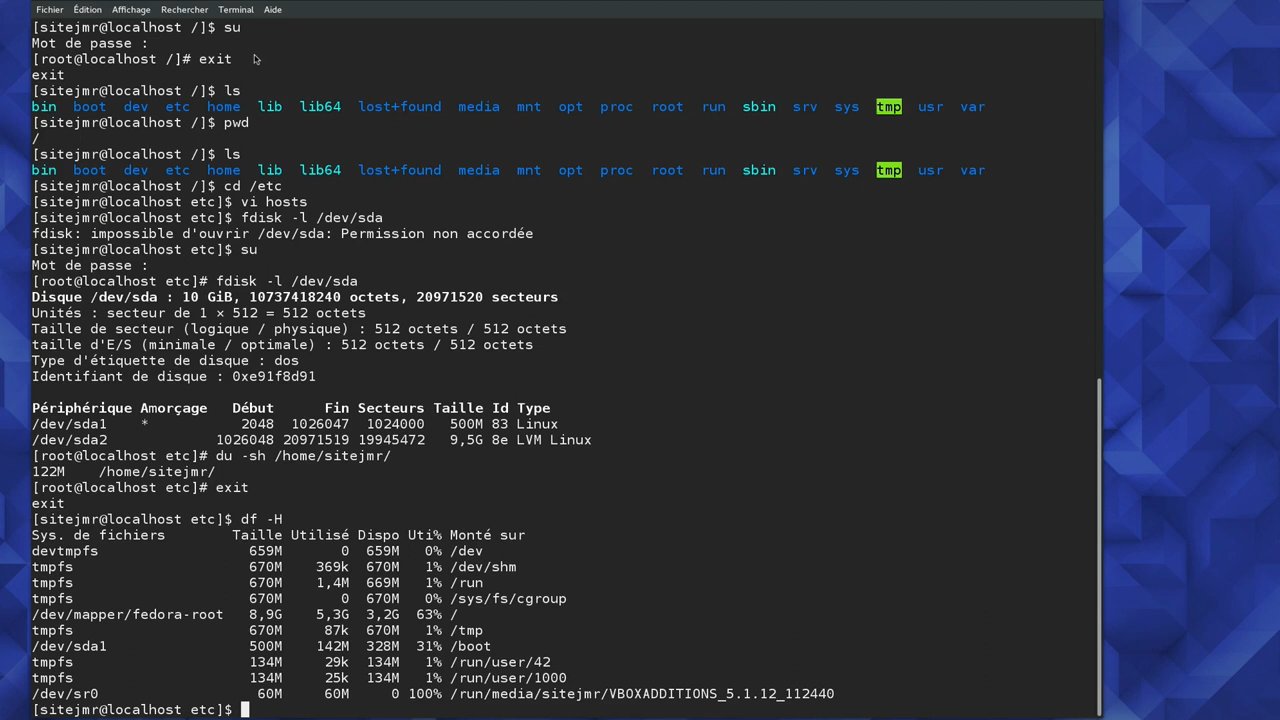 Fichier Édition Affichage Rechercher Terminal Aide
[sitejmr@localhost /]$ su
Mot de passe :
[root@localhost /]# exit
exit
[sitejmr@localhost /]$ ls
bin boot dev etc home lib lib64 lost+found media mnt opt proc root run sbin srv sys tmp usr var
[sitejmr@localhost /]$ pwd
/
[sitejmr@localhost /]$ ls
bin boot dev etc home lib lib64 lost+found media mnt opt proc root run sbin srv sys tmp usr var
[sitejmr@localhost /]$ cd /etc
[sitejmr@localhost etc]$ vi hosts
[sitejmr@localhost etc]$ fdisk -l /dev/sda
fdisk: impossible d'ouvrir /dev/sda: Permission non accordée
[sitejmr@localhost etc]$ su
Mot de passe :
[root@localhost etc]# fdisk -l /dev/sda
Disque /dev/sda : 10 GiB, 10737418240 octets, 20971520 secteurs
Unités : secteur de 1 × 512 = 512 octets
Taille de secteur (logique / physique) : 512 octets / 512 octets
taille d'E/S (minimale / optimale) : 512 octets / 512 octets
Type d'étiquette de disque : dos
Identifiant de disque : 0xe91f8d91
Périphérique Amorçage Début Fin Secteurs Taille Id Type
/dev/sda1 * 2048 1026047 1024000 500M 83 Linux
/dev/sda2 1026048 20971519 19945472 9,5G 8e LVM Linux
[root@localhost etc]# du -sh /home/sitejmr/
122M /home/sitejmr/
[root@localhost etc]# exit
exit
[sitejmr@localhost etc]$ df -H
Sys. de fichiers Taille Utilisé Dispo Uti% Monté sur
devtmpfs 659M 0 659M 0% /dev
tmpfs 670M 369k 670M 1% /dev/shm
tmpfs 670M 1,4M 669M 1% /run
tmpfs 670M 0 670M 0% /sys/fs/cgroup
/dev/mapper/fedora-root 8,9G 5,3G 3,2G 63% /
tmpfs 670M 87k 670M 1% /tmp
/dev/sda1 500M 142M 328M 31% /boot
tmpfs 134M 29k 134M 1% /run/user/42
tmpfs 134M 25k 134M 1% /run/user/1000
/dev/sr0 60M 60M 0 100% /run/media/sitejmr/VBOXADDITIONS_5.1.12_112440
[sitejmr@localhost etc]$